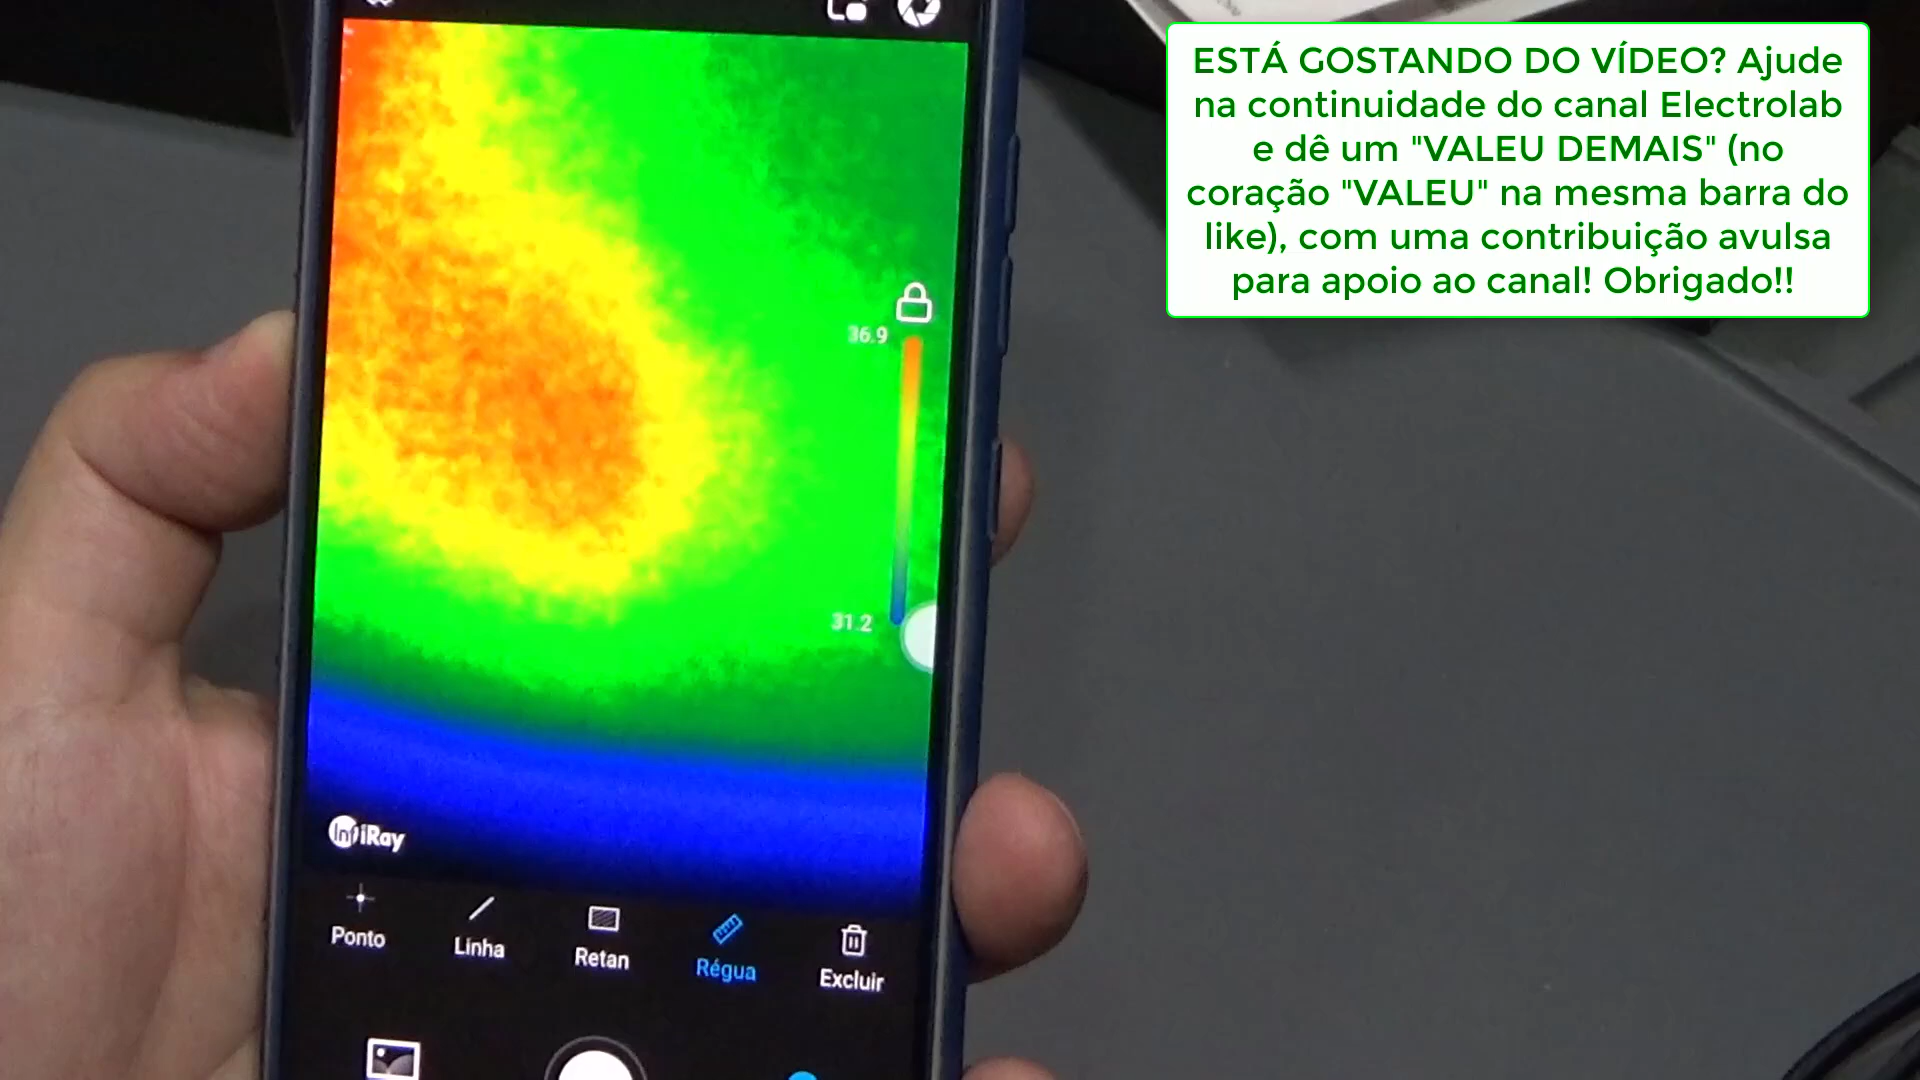 ESTÁ GOSTANDO DO VÍDEO? Ajude
na continuidade do canal Electrolab
e dê um "VALEU DEMAIS" (no
coração "VALEU" na mesma barra do
like), com uma contribuição avulsa
para apoio ao canal! Obrigado!!
36.9
31.2
InfiRay
Ponto
Linha
Retan
Régua
Excluir